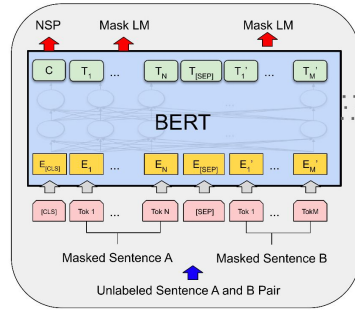 NSP Mask LM Mask LM
C T1 ... TN T[SEP] T1' ... TM'
BERT
E[CLS] E1 ... EN E[SEP] E1' ... EM'
[CLS] Tok 1 ... Tok N [SEP] Tok 1 ... TokM
Masked Sentence A Masked Sentence B
Unlabeled Sentence A and B Pair